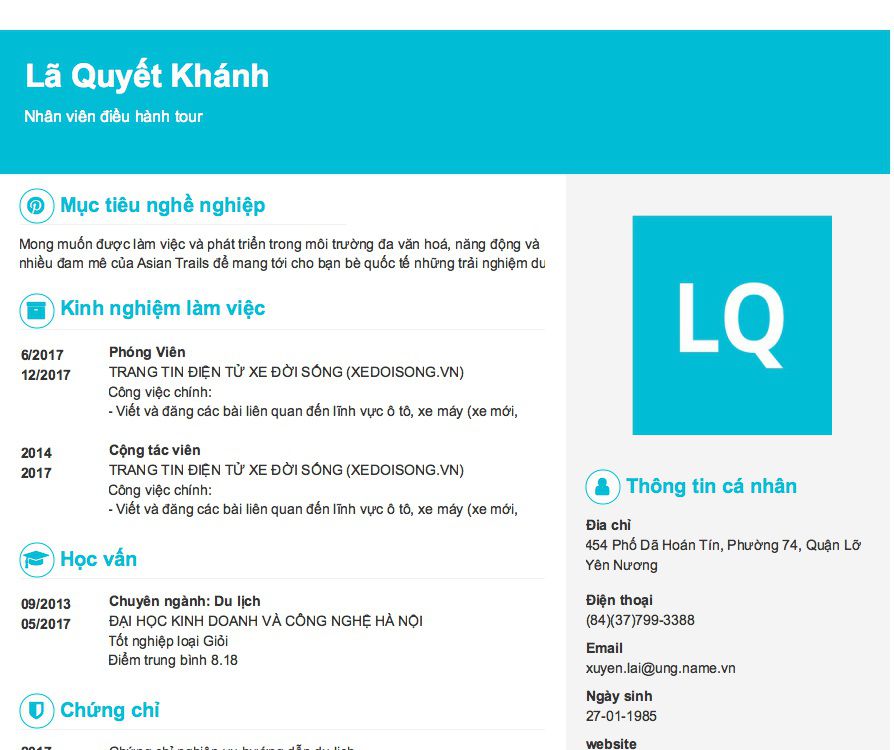 Lã Quyết Khánh
Nhân viên điều hành tour
Mục tiêu nghề nghiệp
Mong muốn được làm việc và phát triển trong môi trường đa văn hoá, năng động và
nhiều đam mê của Asian Trails để mang tới cho bạn bè quốc tế những trải nghiệm du
Kinh nghiệm làm việc
6/2017
12/2017
Phóng Viên
TRANG TIN ĐIỆN TỬ XE ĐỜI SỐNG (XEDOISONG.VN)
Công việc chính:
- Viết và đăng các bài liên quan đến lĩnh vực ô tô, xe máy (xe mới,
2014
2017
Cộng tác viên
TRANG TIN ĐIỆN TỬ XE ĐỜI SỐNG (XEDOISONG.VN)
Công việc chính:
- Viết và đăng các bài liên quan đến lĩnh vực ô tô, xe máy (xe mới,
Học vấn
09/2013
05/2017
Chuyên ngành: Du lịch
ĐẠI HỌC KINH DOANH VÀ CÔNG NGHỆ HÀ NỘI
Tốt nghiệp loại Giỏi
Điểm trung bình 8.18
Chứng chỉ
2017
Chứng chỉ nghiệp vụ hướng dẫn du lịch
LQ
Thông tin cá nhân
Địa chỉ
454 Phố Dã Hoán Tín, Phường 74, Quận Lỡ
Yên Nương
Điện thoại
(84)(37)799-3388
Email
xuyen.lai@ung.name.vn
Ngày sinh
27-01-1985
website